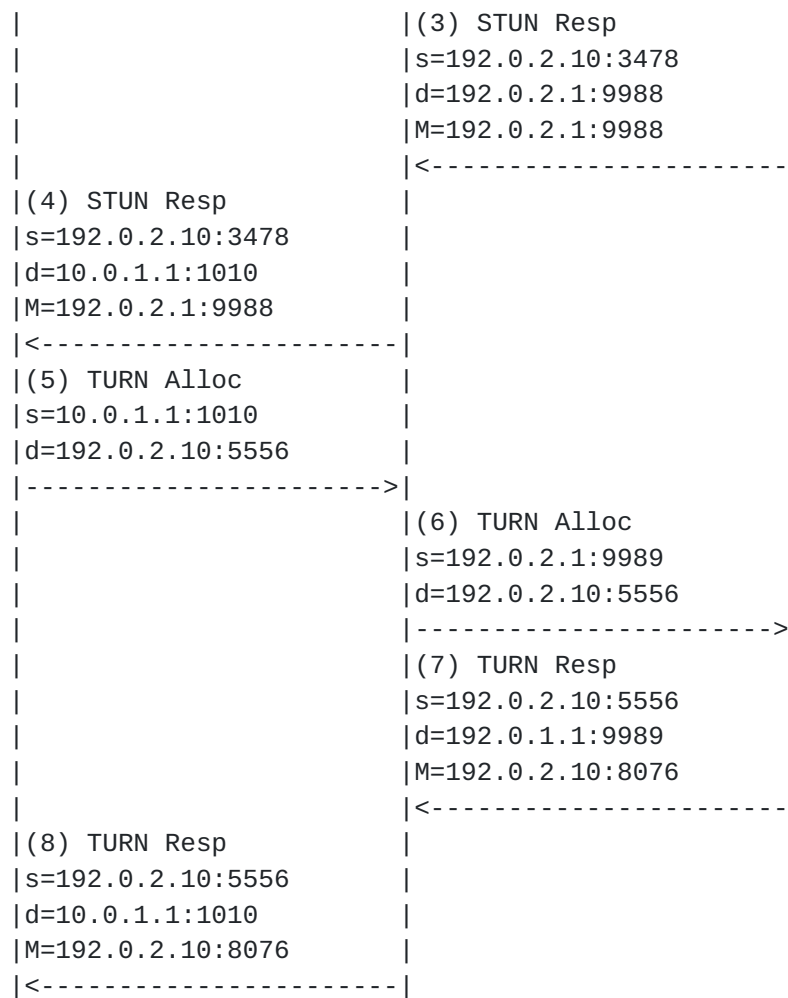 |                      |(3) STUN Resp
|                      |s=192.0.2.10:3478
|                      |d=192.0.2.1:9988
|                      |M=192.0.2.1:9988
|                      |<----------------------
|(4) STUN Resp         |
|s=192.0.2.10:3478     |
|d=10.0.1.1:1010       |
|M=192.0.2.1:9988      |
|<---------------------|
|(5) TURN Alloc        |
|s=10.0.1.1:1010       |
|d=192.0.2.10:5556     |
|--------------------->|
|                      |(6) TURN Alloc
|                      |s=192.0.2.1:9989
|                      |d=192.0.2.10:5556
|                      |--------------------->
|                      |(7) TURN Resp
|                      |s=192.0.2.10:5556
|                      |d=192.0.1.1:9989
|                      |M=192.0.2.10:8076
|                      |<----------------------
|(8) TURN Resp         |
|s=192.0.2.10:5556     |
|d=10.0.1.1:1010       |
|M=192.0.2.10:8076     |
|<---------------------|